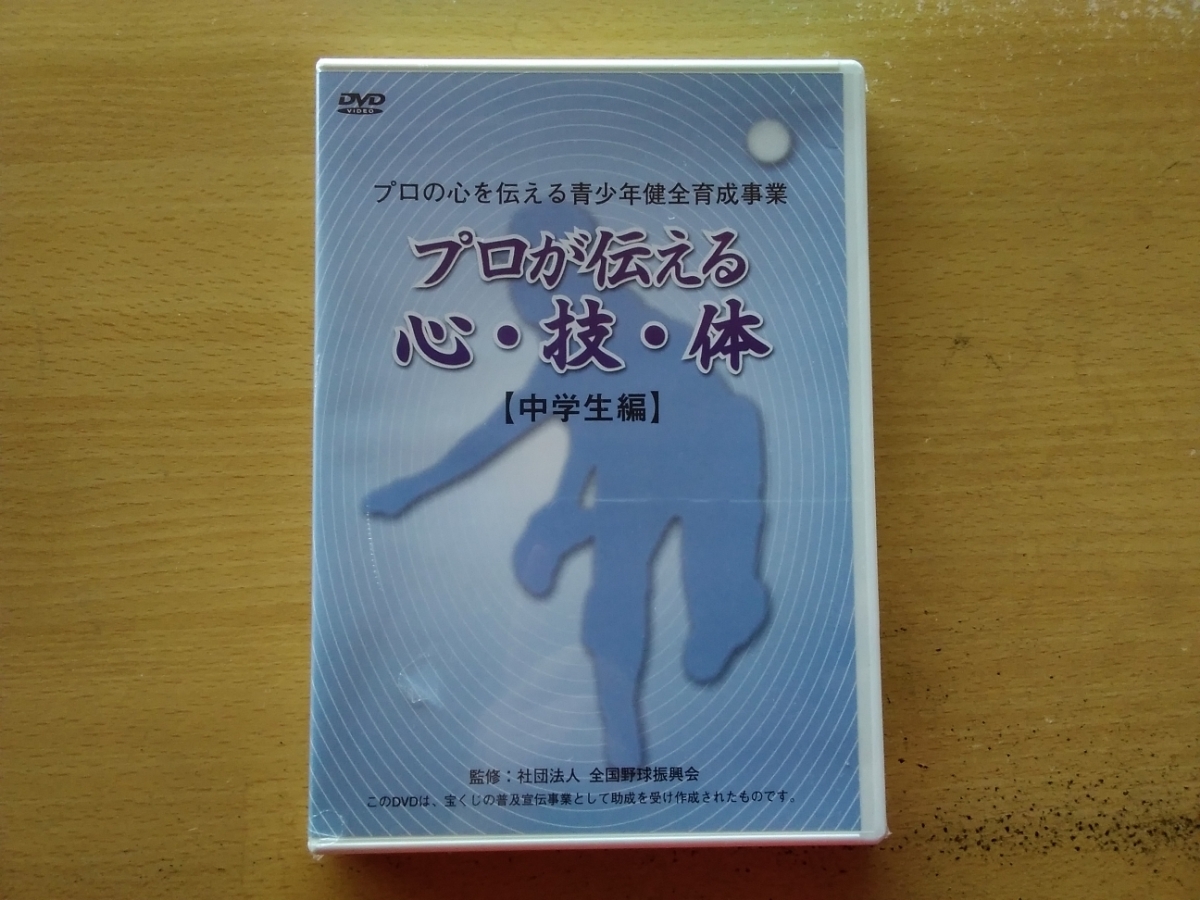 DVD
VIDEO
プロの心を伝える青少年健全育成事業
プロが伝える
心・技・体
【中学生編】
監修：社団法人 全国野球振興会
このDVDは、宝くじの普及宣伝事業として助成を受け作成されたものです。